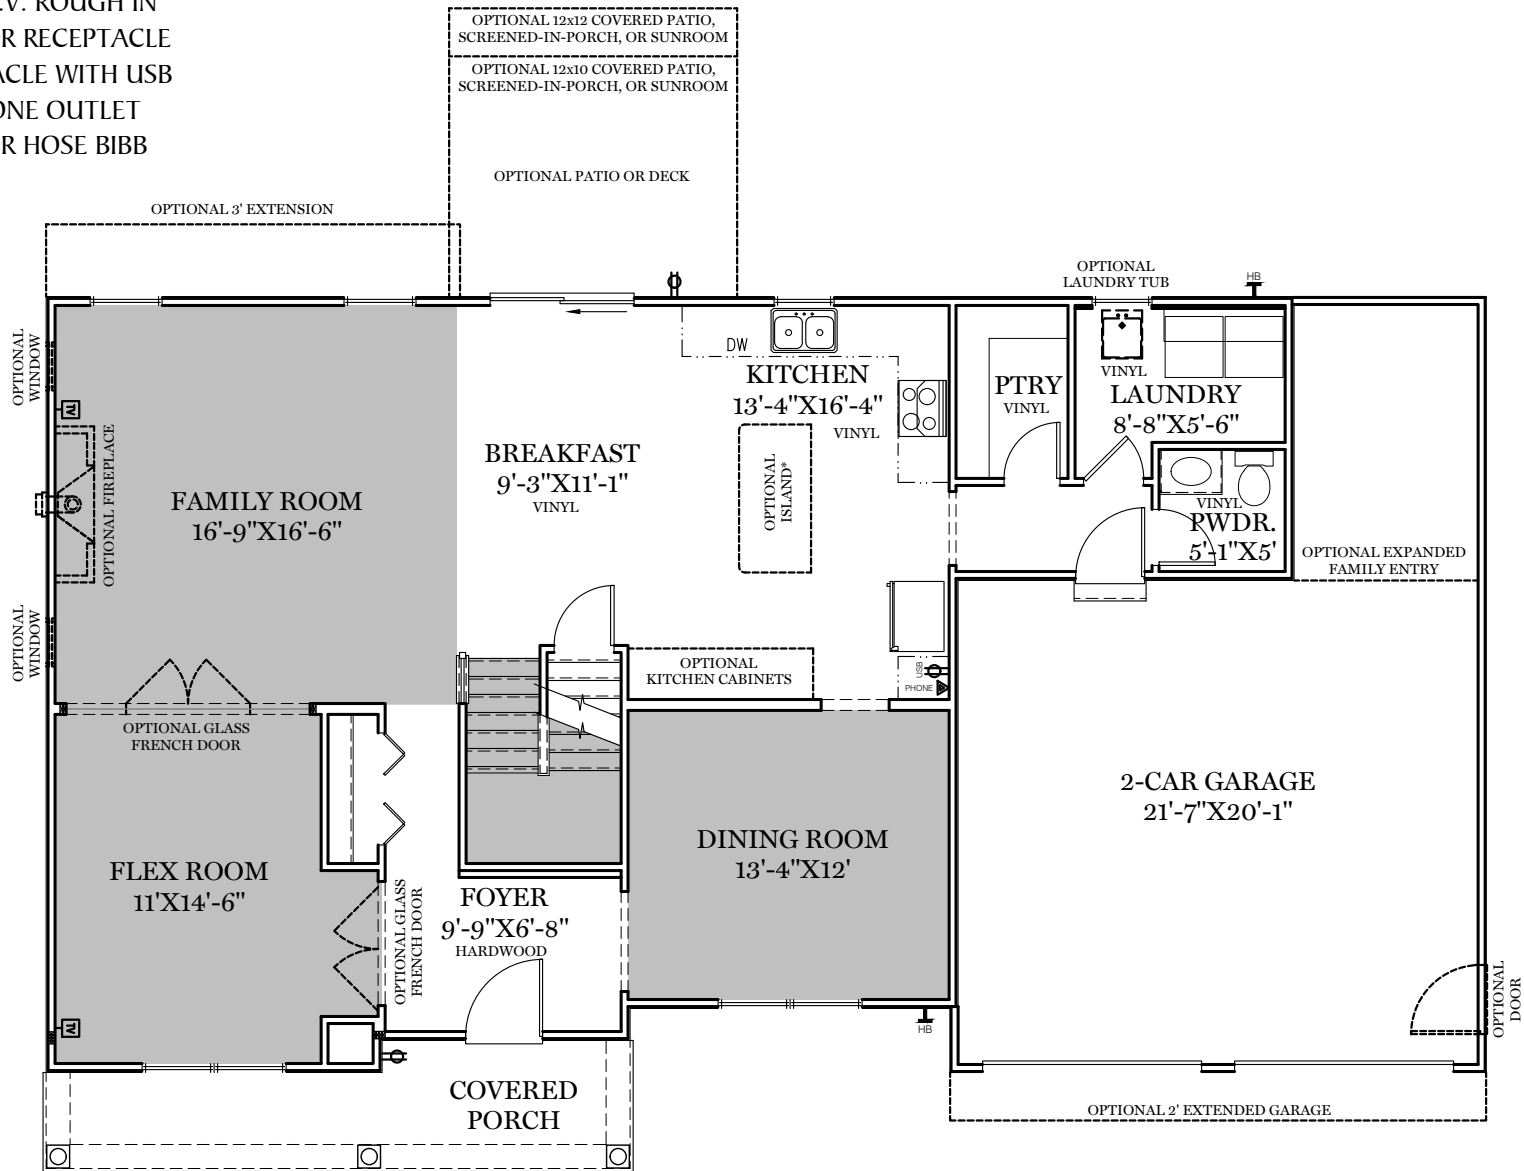 .V. ROUGH IN
R RECEPTACLE
ACLE WITH USB
ONE OUTLET
R HOSE BIBB
OPTIONAL 12x12 COVERED PATIO,
SCREENED-IN-PORCH, OR SUNROOM
OPTIONAL 12x10 COVERED PATIO,
SCREENED-IN-PORCH, OR SUNROOM
OPTIONAL PATIO OR DECK
OPTIONAL 3' EXTENSION
OPTIONAL
LAUNDRY TUB
HB
OPTIONAL
WINDOW
TV
OPTIONAL FIREPLACE
FAMILY ROOM
16'-9"X16'-6"
OPTIONAL
WINDOW
BREAKFAST
9'-3"X11'-1"
VINYL
DW
KITCHEN
13'-4"X16'-4"
VINYL
OPTIONAL
ISLAND*
PTRY
VINYL
VINYL
LAUNDRY
8'-8"X5'-6"
VINYL
PWDR.
5'-1"X5'
OPTIONAL EXPANDED
FAMILY ENTRY
OPTIONAL
KITCHEN CABINETS
USB
PHONE
OPTIONAL GLASS
FRENCH DOOR
2-CAR GARAGE
21'-7"X20'-1"
DINING ROOM
13'-4"X12'
FLEX ROOM
11'X14'-6"
OPTIONAL GLASS
FRENCH DOOR
FOYER
9'-9"X6'-8"
HARDWOOD
TV
HB
OPTIONAL
DOOR
COVERED
PORCH
OPTIONAL 2' EXTENDED GARAGE